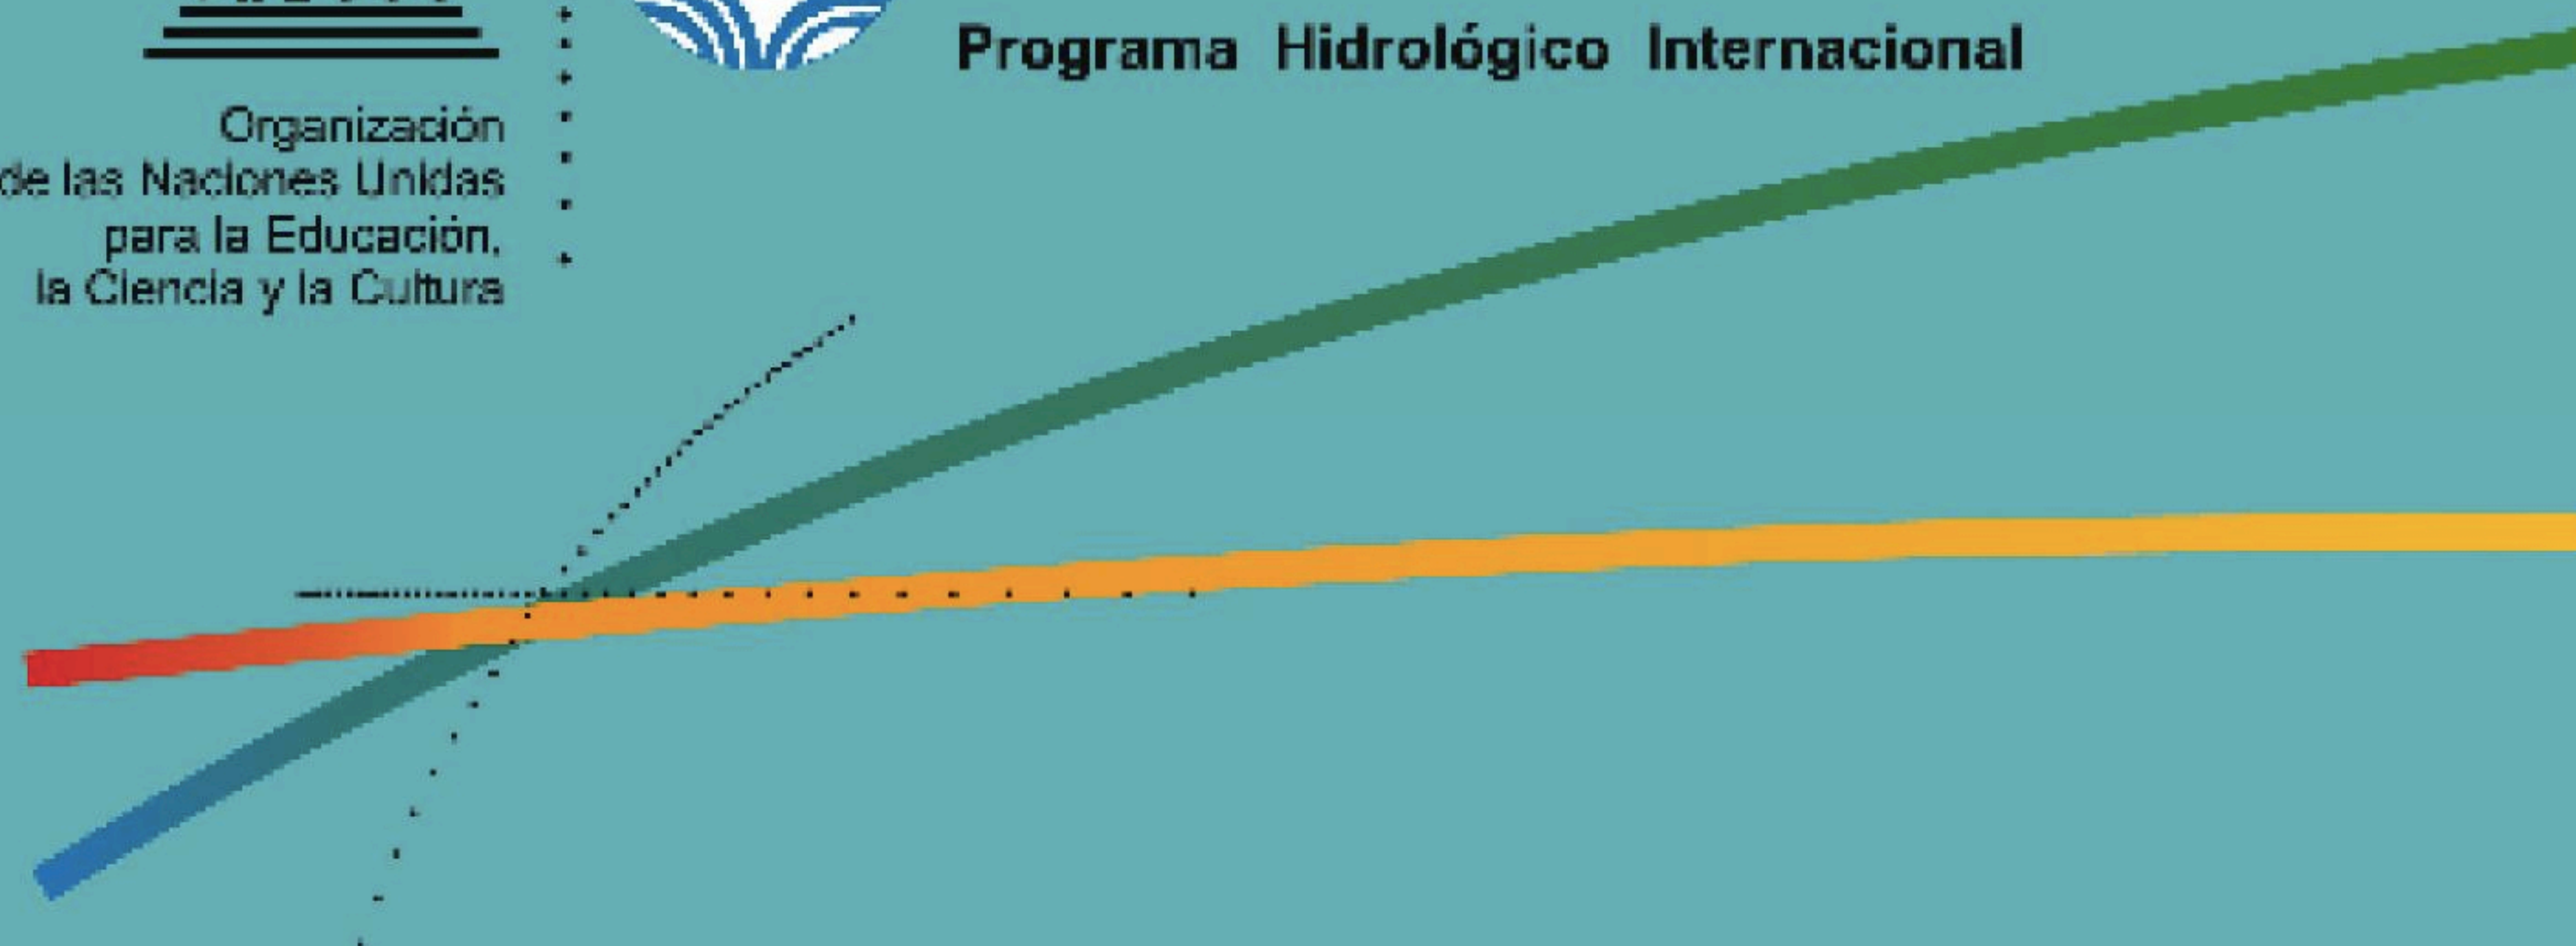 Programa Hidrológico Internacional
Organización
de las Naciones Unidas
para la Educación,
la Ciencia y la Cultura